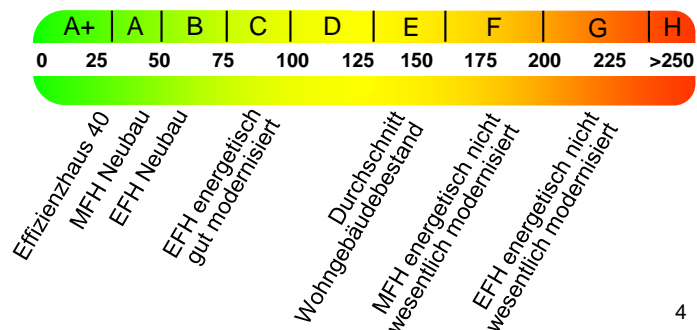 A+ A B C D E F G H
0 25 50 75 100 125 150 175 200 225 >250
Effizienzhaus 40
MFH Neubau
EFH Neubau
EFH energetisch
gut modernisiert
Durchschnitt
Wohngebäudebestand
MFH energetisch nicht
wesentlich modernisiert
EFH energetisch nicht
wesentlich modernisiert
4